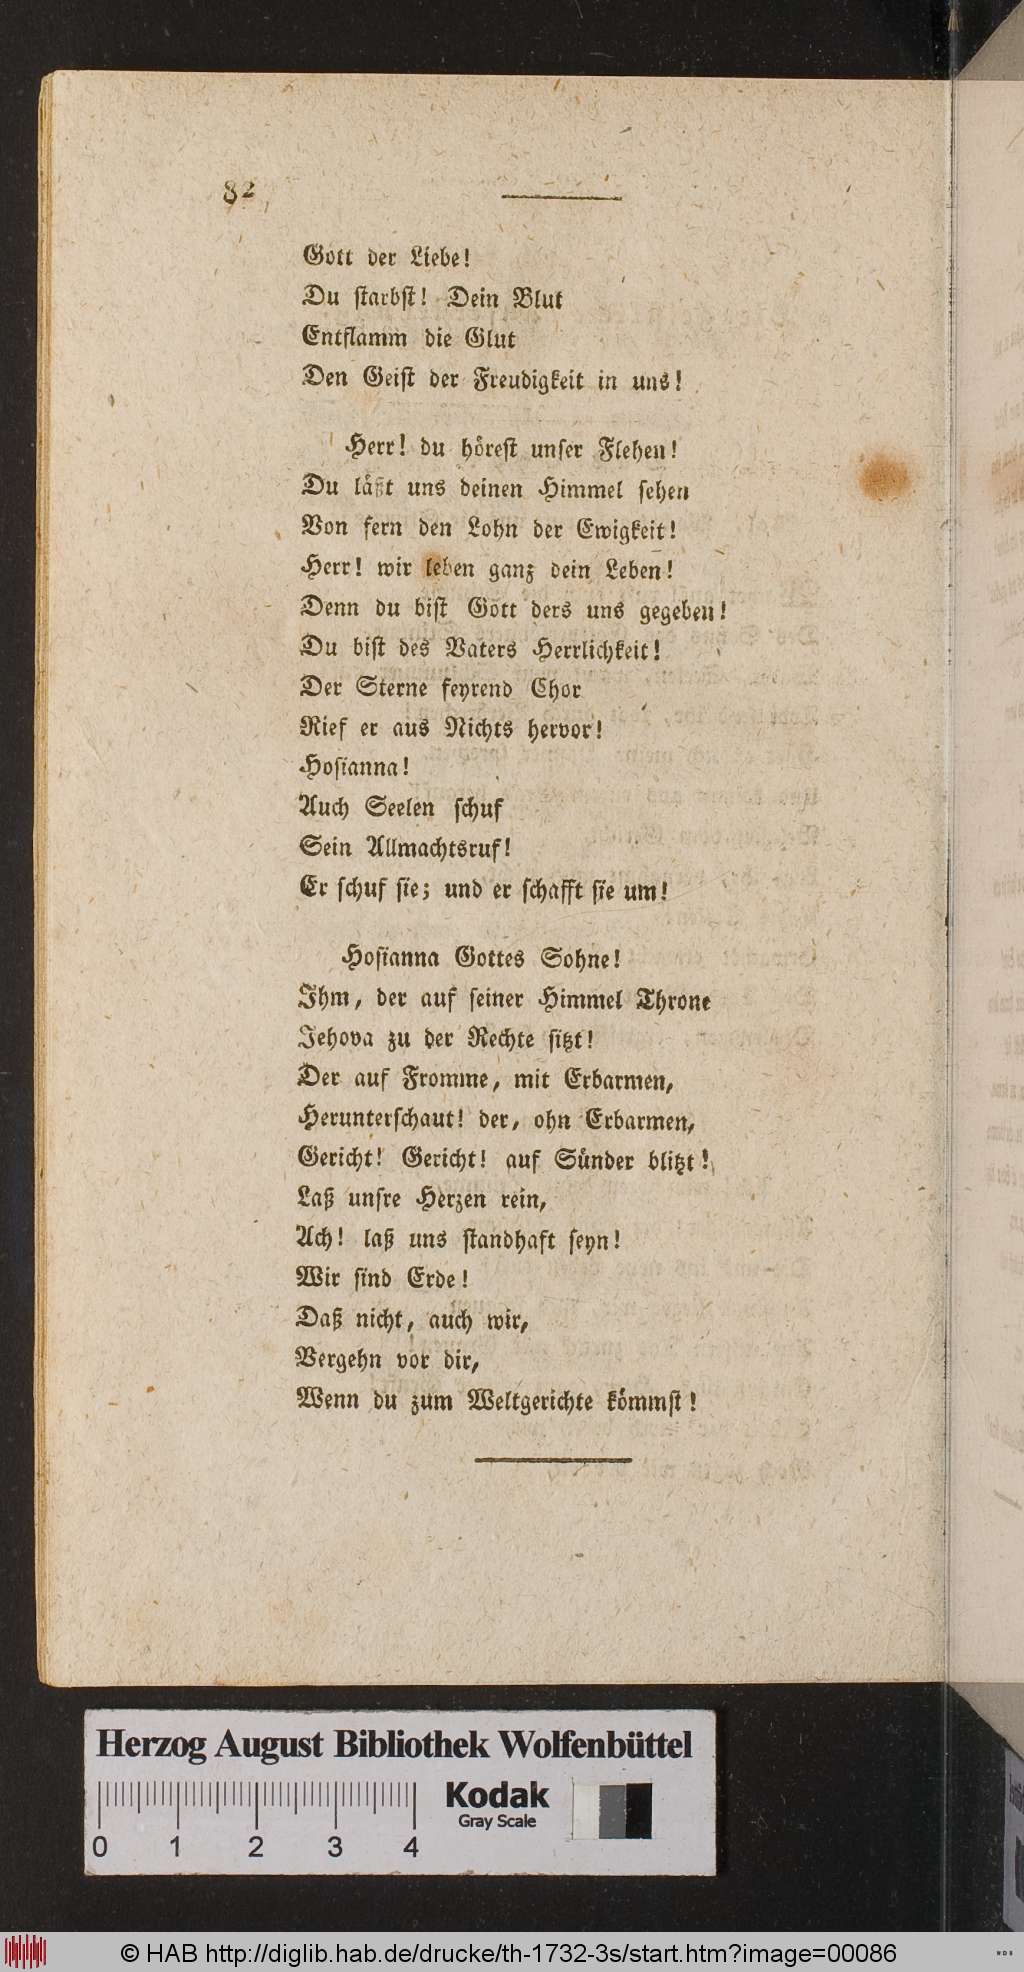 82
Gott der Liebe!
Du starbst! Dein Blut
Entflamm die Glut
Den Geist der Freudigkeit in uns!
Herr! du hörest unser Flehen!
Du läßt uns deinen Himmel sehen
Von fern den Lohn der Ewigkeit!
Herr! wir leben ganz dein Leben!
Denn du bist Gott ders uns gegeben!
Du bist des Vaters Herrlichkeit!
Der Sterne feyrend Chor
Rief er aus Nichts hervor!
Hosianna!
Auch Seelen schuf
Sein Allmachtsruf!
Er schuf sie; und er schafft sie um!
Hosianna Gottes Sohne!
Ihm, der auf seiner Himmel Throne
Jehova zu der Rechte sitzt!
Der auf Fromme, mit Erbarmen,
Herunterschaut! der, ohn Erbarmen,
Gericht! Gericht! auf Sünder blitzt!
Laß unsre Herzen rein,
Ach! laß uns standhaft seyn!
Wir sind Erde!
Daß nicht, auch wir,
Vergehn vor dir,
Wenn du zum Weltgerichte kömmst!
Herzog August Bibliothek Wolfenbüttel
Kodak
Gray Scale
0 1 2 3 4
© HAB http://diglib.hab.de/drucke/th-1732-3s/start.htm?image=00086